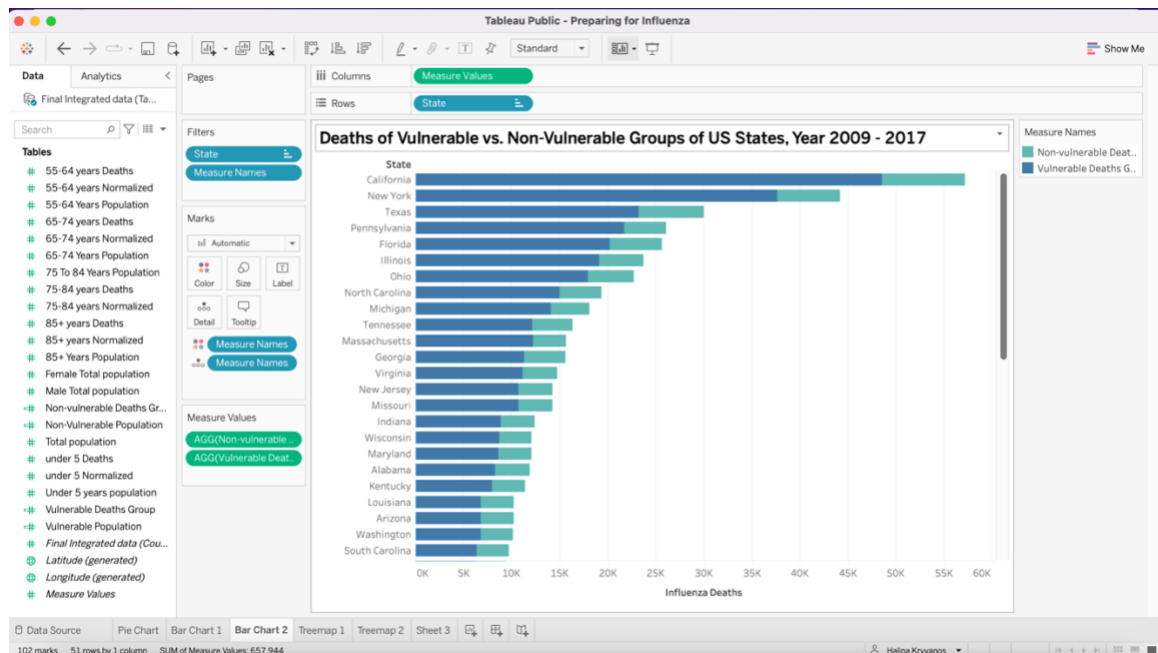 Tableau Public - Preparing for Influenza
Standard
Show Me
Data
Analytics
Pages
Columns
Measure Values
Final Integrated data (Ta...
Rows
State
Search
Filters
Deaths of Vulnerable vs. Non-Vulnerable Groups of US States, Year 2009 - 2017
Measure Names
Tables
State
State
Non-vulnerable Deat..
55-64 years Deaths
Measure Names
California
Vulnerable Deaths G..
55-64 years Normalized
New York
55-64 Years Population
Texas
65-74 years Deaths
Marks
Pennsylvania
65-74 years Normalized
Automatic
Florida
65-74 Years Population
Illinois
75 To 84 Years Population
Ohio
75-84 years Deaths
Color Size Label
North Carolina
75-84 years Normalized
Michigan
85+ years Deaths
Detail Tooltip
Tennessee
85+ years Normalized
Measure Names
Massachusetts
85+ Years Population
Measure Names
Georgia
Female Total population
Virginia
Male Total population
New Jersey
Non-vulnerable Deaths Gr...
Measure Values
Missouri
Non-Vulnerable Population
AGG(Non-vulnerable ..
Indiana
Total population
AGG(Vulnerable Deat..
Wisconsin
under 5 Deaths
Maryland
under 5 Normalized
Alabama
Under 5 years population
Kentucky
Vulnerable Deaths Group
Louisiana
Vulnerable Population
Arizona
Final Integrated data (Cou...
Washington
Latitude (generated)
South Carolina
Longitude (generated)
0K 5K 10K 15K 20K 25K 30K 35K 40K 45K 50K 55K 60K
Measure Values
Influenza Deaths
Data Source Pie Chart Bar Chart 1 Bar Chart 2 Treemap 1 Treemap 2 Sheet 3
102 marks 51 rows by 1 column SUM of Measure Values: 657,944 Halina Kryvanos